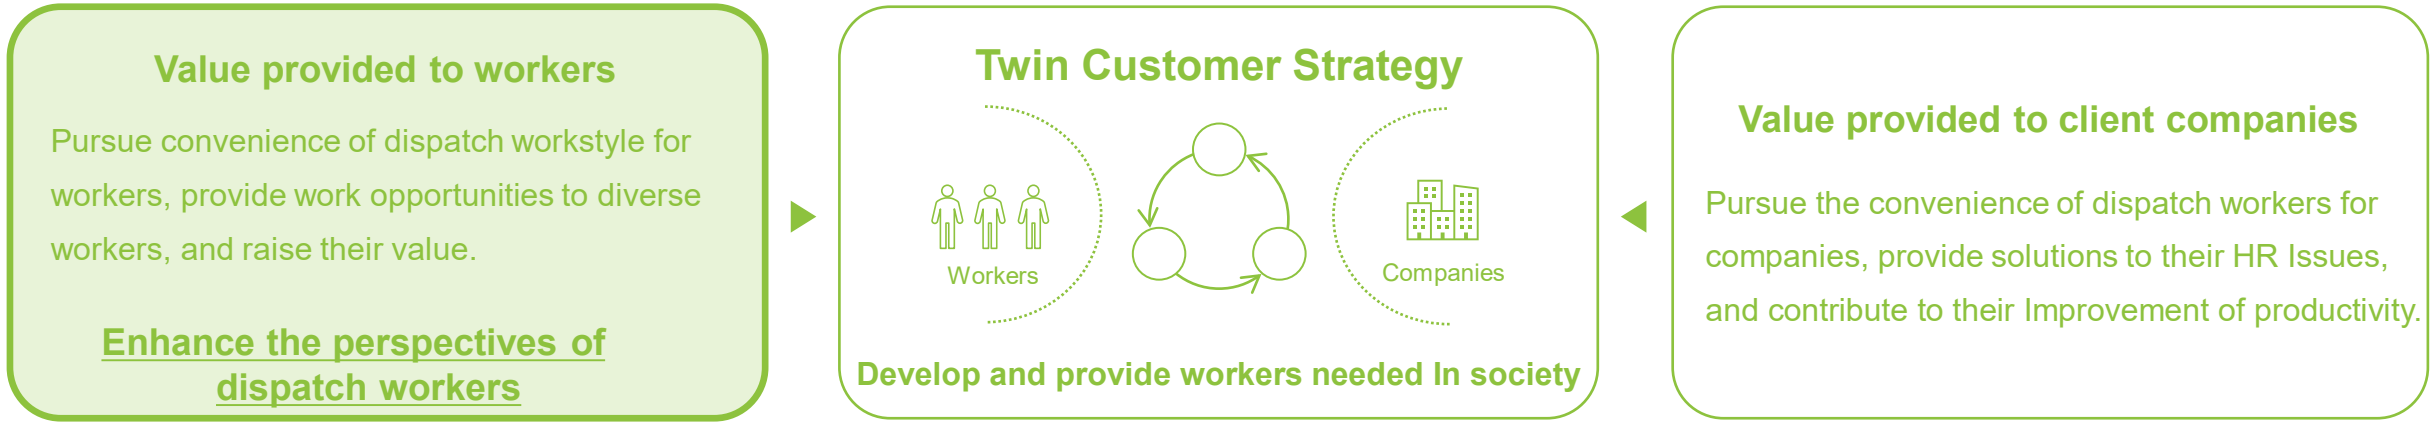 Value provided to workers
Pursue convenience of dispatch workstyle for
workers, provide work opportunities to diverse
workers, and raise their value.
Enhance the perspectives of
dispatch workers
Twin Customer Strategy
Workers
Companies
Develop and provide workers needed In society
Value provided to client companies
Pursue the convenience of dispatch workers for
companies, provide solutions to their HR Issues,
and contribute to their Improvement of productivity.